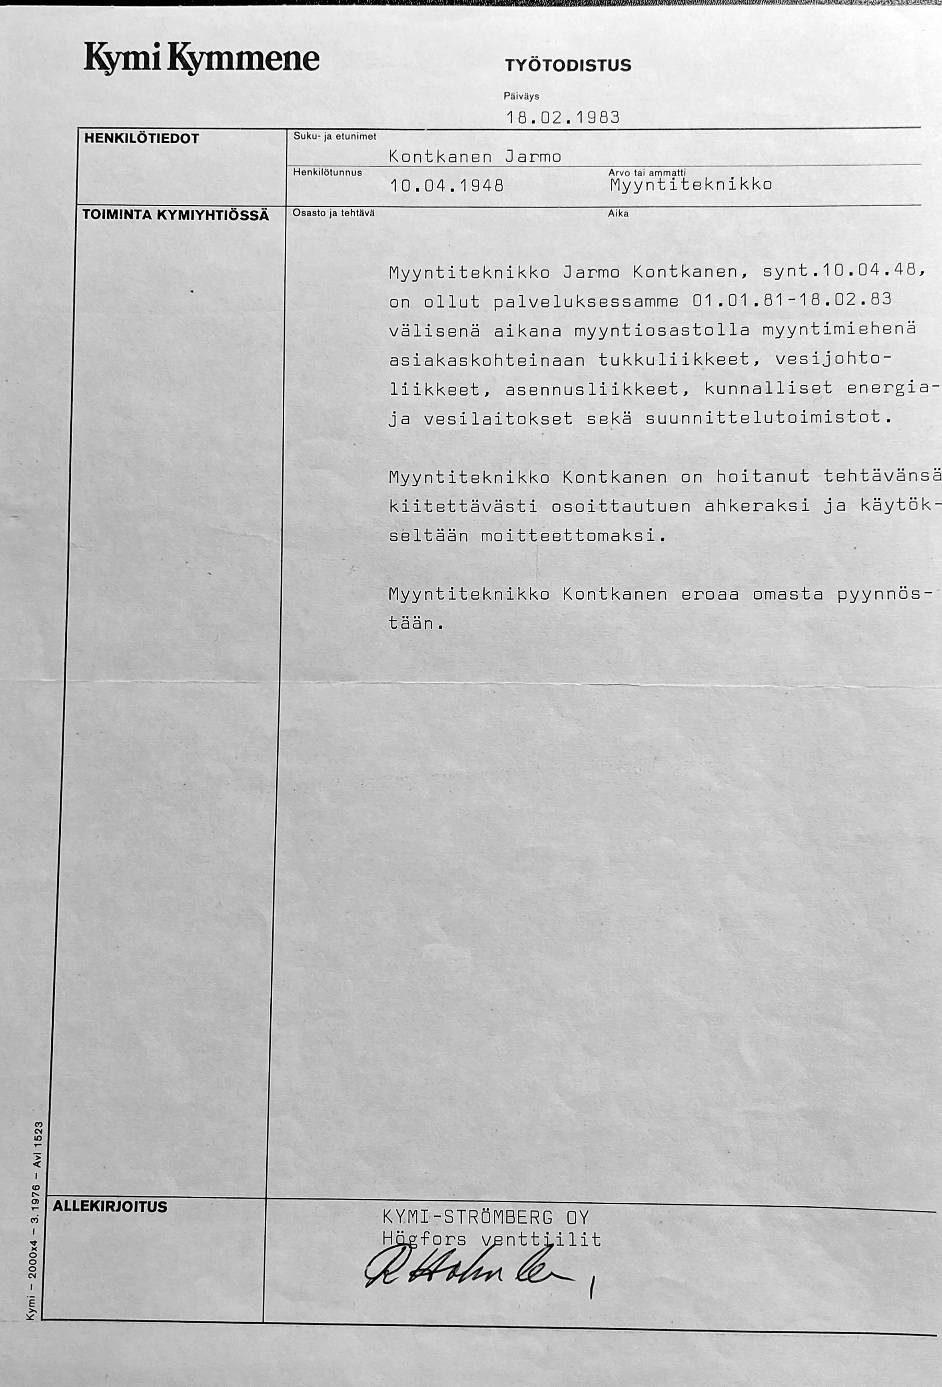 Kymi Kymmene
TYÖTODISTUS
Päiväys
18.02.1983
HENKILÖTIEDOT
Suku- ja etunimet
Kontkanen Jarmo
Henkilötunnus
10.04.1948
Arvo tai ammatti
Myyntiteknikko
TOIMINTA KYMIYHTIÖSSÄ
Osasto ja tehtävä
Aika
Myyntiteknikko Jarmo Kontkanen, synt.10.04.48,
on ollut palveluksessamme 01.01.81-18.02.83
välisenä aikana myyntiosastolla myyntimiehenä
asiakaskohteinaan tukkuliikkeet, vesijohto-
liikkeet, asennusliikkeet, kunnalliset energia-
ja vesilaitokset sekä suunnittelutoimistot.
Myyntiteknikko Kontkanen on hoitanut tehtävänsä
kiitettävästi osoittautuen ahkeraksi ja käytök-
seltään moitteettomaksi.
Myyntiteknikko Kontkanen eroaa omasta pyynnös-
tään.
ALLEKIRJOITUS
KYMI-STRÖMBERG OY
Högfors venttiilit
Kymi – 2000x4 – 3.1976 – Avl 1523